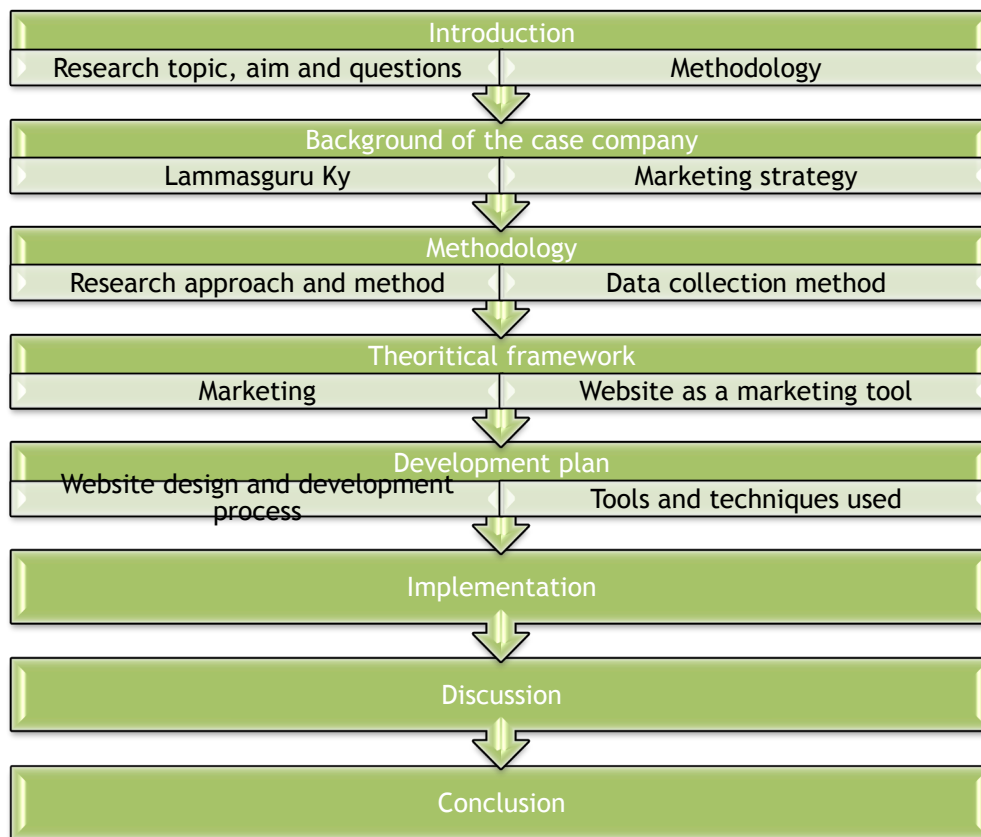 Introduction
Research topic, aim and questions
Methodology
Background of the case company
Lammasguru Ky
Marketing strategy
Methodology
Research approach and method
Data collection method
Theoritical framework
Marketing
Website as a marketing tool
Development plan
Website design and development
process
Tools and techniques used
Implementation
Discussion
Conclusion